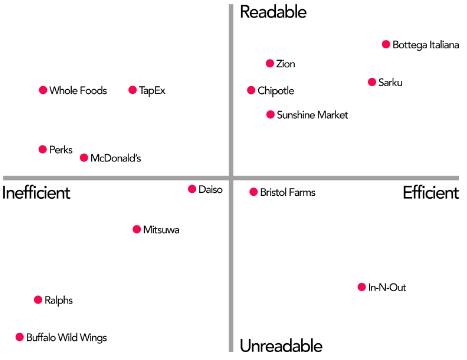 Readable
Bottega Italiana
Zion
Sarku
Whole Foods
TapEx
Chipotle
Sunshine Market
Perks
McDonald's
Inefficient
Daiso
Bristol Farms
Efficient
Mitsuwa
In-N-Out
Ralphs
Buffalo Wild Wings
Unreadable